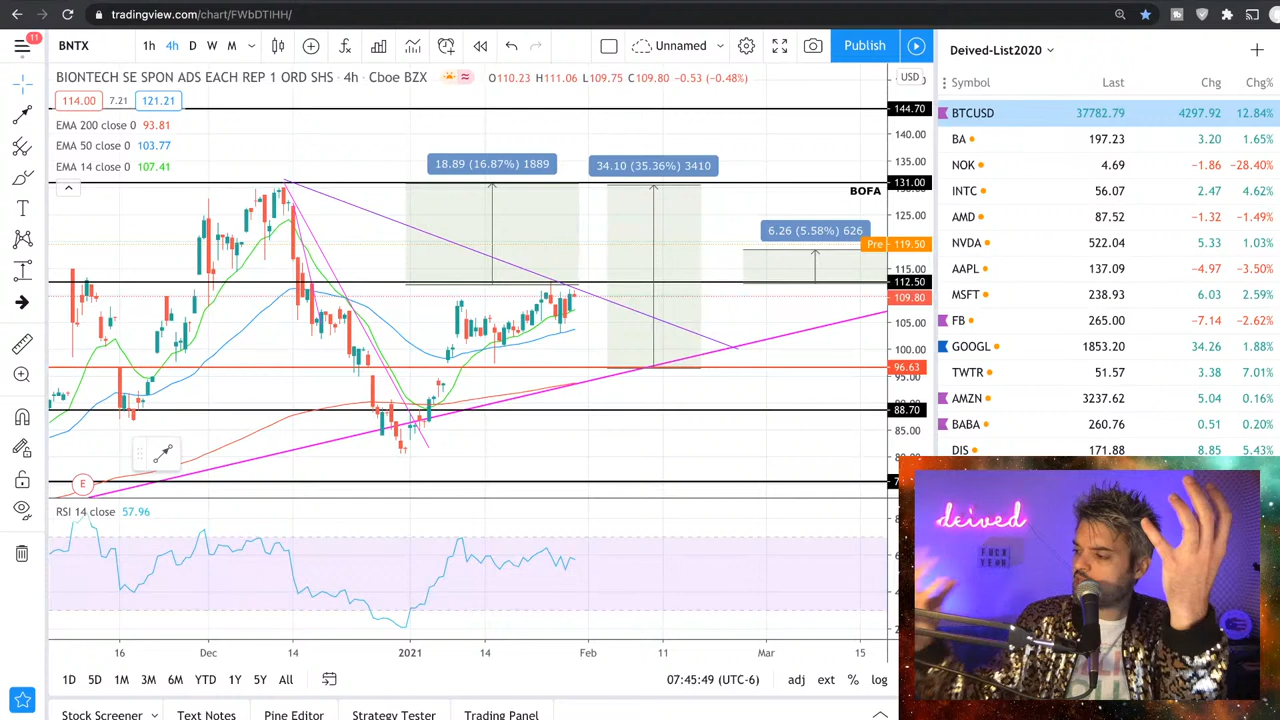 tradingview.com/chart/FWbDTIHH/
11
BNTX
1h 4h D W M
Unnamed
Publish
BIONTECH SE SPON ADS EACH REP 1 ORD SHS · 4h · Cboe BZX
O110.23 H111.06 L109.75 C109.80 −0.53 (−0.48%)
USD
114.00 7.21 121.21
EMA 200 close 0 93.81
EMA 50 close 0 103.77
EMA 14 close 0 107.41
18.89 (16.87%) 1889
34.10 (35.36%) 3410
6.26 (5.58%) 626
BOFA
144.70
140.00
135.00
131.00
125.00
Pre 119.50
115.00
112.50
109.80
105.00
100.00
96.63
95.00
88.70
85.00
E
RSI 14 close 57.96
16 Dec 14 2021 14 Feb 11 Mar 15
1D 5D 1M 3M 6M YTD 1Y 5Y All
07:45:49 (UTC-6)
adj ext % log
Stock Screener Text Notes Pine Editor Strategy Tester Trading Panel
Deived-List2020
Symbol Last Chg Chg%
BTCUSD 37782.79 4297.92 12.84%
BA 197.23 3.20 1.65%
NOK 4.69 −1.86 −28.40%
INTC 56.07 2.47 4.62%
AMD 87.52 −1.32 −1.49%
NVDA 522.04 5.33 1.03%
AAPL 137.09 −4.97 −3.50%
MSFT 238.93 6.03 2.59%
FB 265.00 −7.14 −2.62%
GOOGL 1853.20 34.26 1.88%
TWTR 51.57 3.38 7.01%
AMZN 3237.62 5.04 0.16%
BABA 260.76 0.51 0.20%
DIS 171.88 8.85 5.43%
deived
FUCK
YEAH